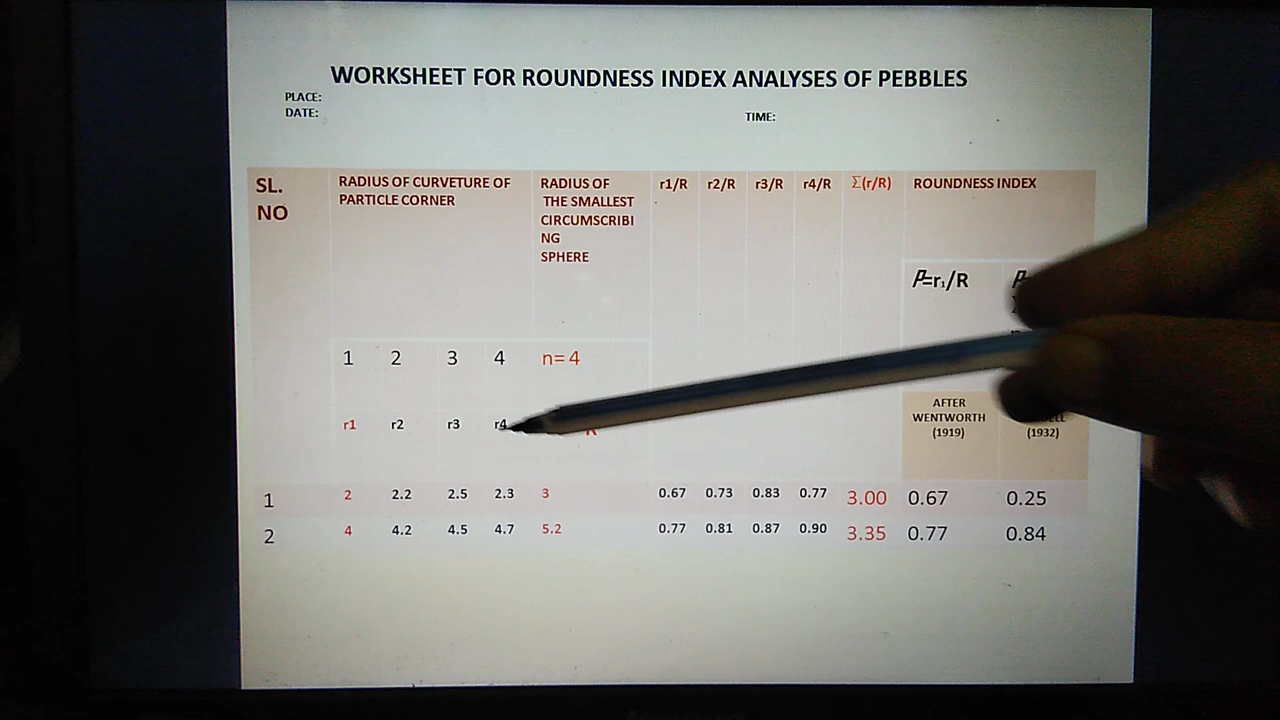 WORKSHEET FOR ROUNDNESS INDEX ANALYSES OF PEBBLES
PLACE:
DATE:
TIME:
SL. NO
RADIUS OF CURVETURE OF PARTICLE CORNER
RADIUS OF
THE SMALLEST
CIRCUMSCRIBI
NG
SPHERE
r1/R r2/R r3/R r4/R Σ(r/R) ROUNDNESS INDEX
P=r₁/R
1 2 3 4 n= 4
r1 r2 r3 r4 R
AFTER
WENTWORTH
(1919)
(1932)
1 2 2.2 2.5 2.3 3 0.67 0.73 0.83 0.77 3.00 0.67 0.25
2 4 4.2 4.5 4.7 5.2 0.77 0.81 0.87 0.90 3.35 0.77 0.84